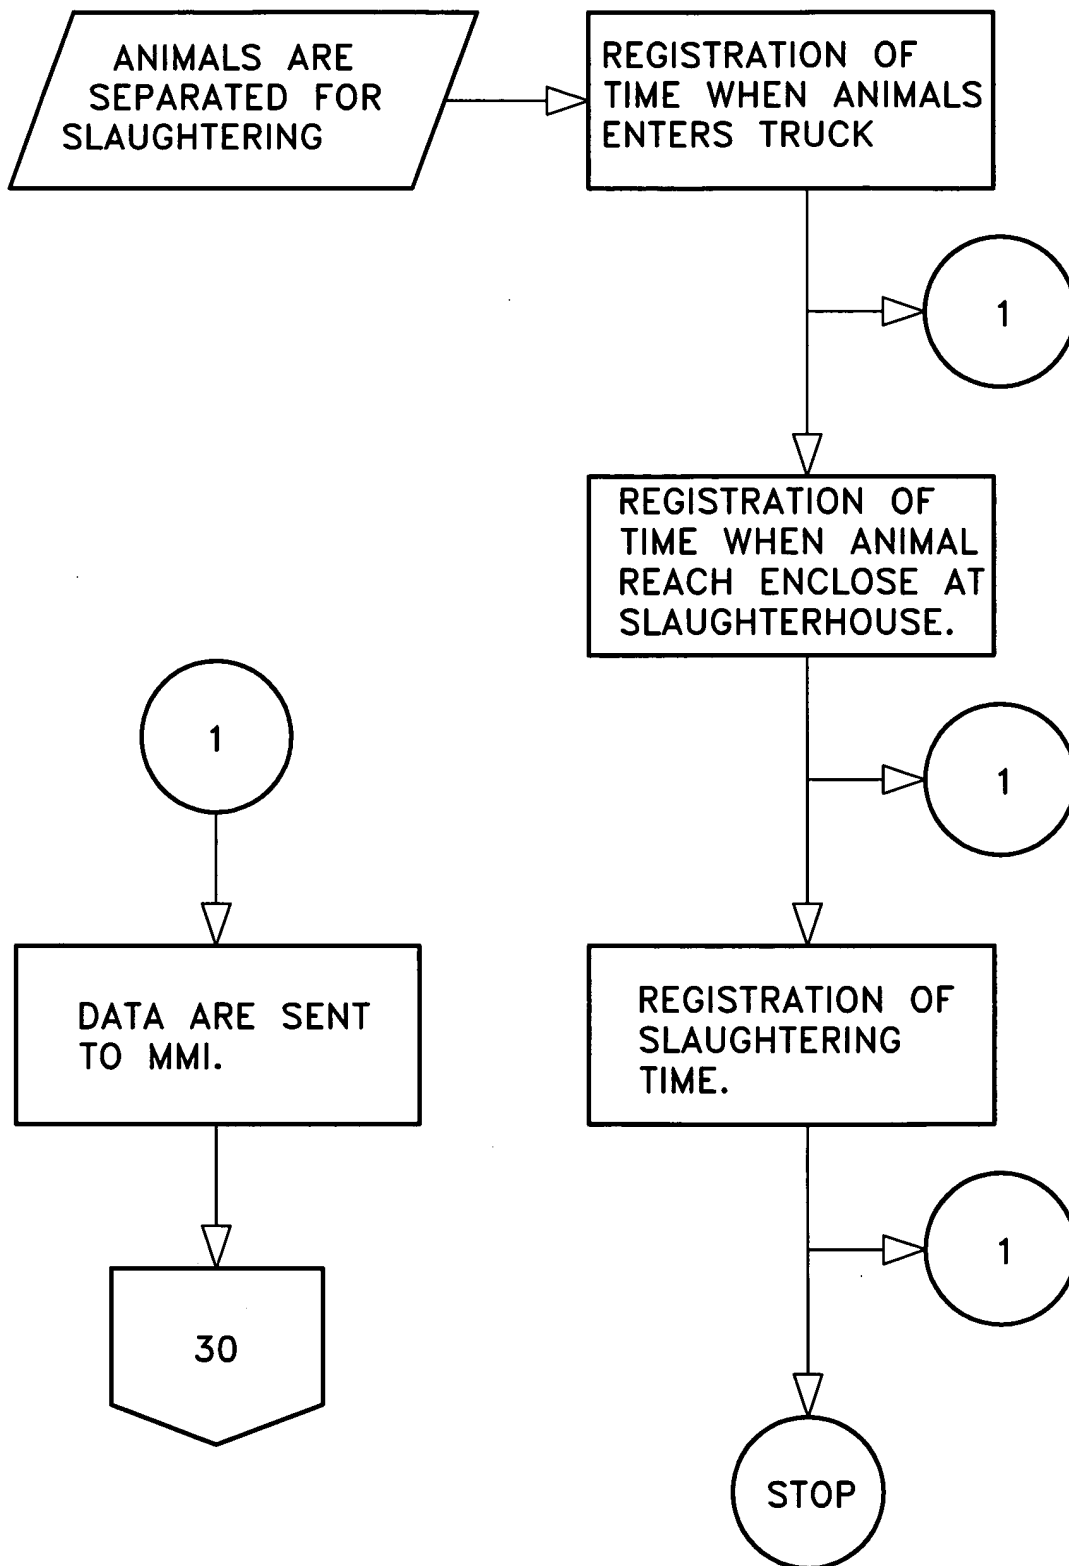 ANIMALS ARE
SEPARATED FOR
SLAUGHTERING
REGISTRATION OF
TIME WHEN ANIMALS
ENTERS TRUCK
1
REGISTRATION OF
TIME WHEN ANIMAL
REACH ENCLOSE AT
SLAUGHTERHOUSE.
1
1
DATA ARE SENT
TO MMI.
REGISTRATION OF
SLAUGHTERING
TIME.
1
30
STOP